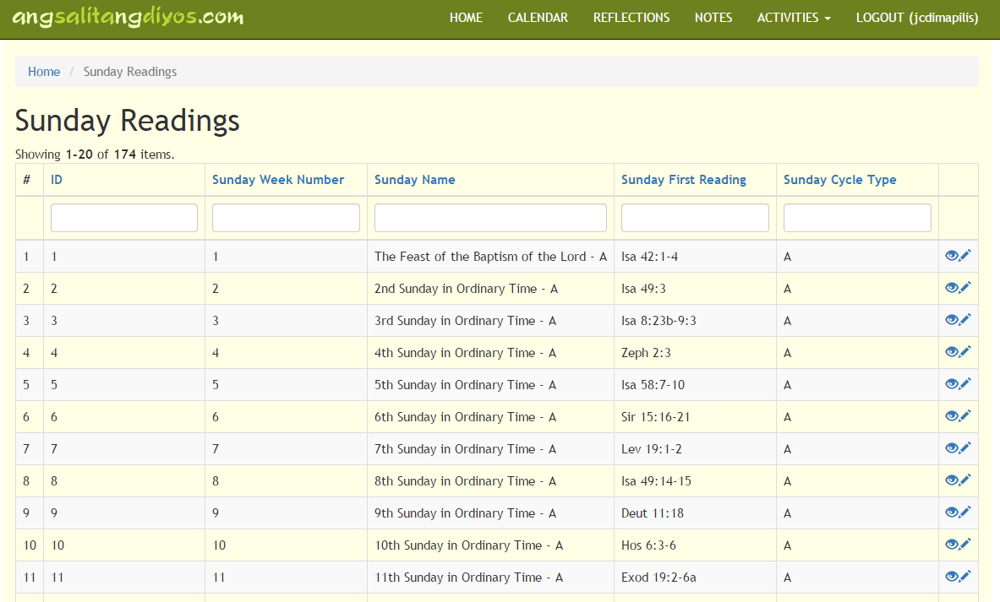 angsalitangdiyos.com HOME CALENDAR REFLECTIONS NOTES ACTIVITIES LOGOUT (jcdimapilis)
Home / Sunday Readings
Sunday Readings
Showing 1-20 of 174 items.
# ID Sunday Week Number Sunday Name Sunday First Reading Sunday Cycle Type
1 1 1 The Feast of the Baptism of the Lord - A Isa 42:1-4 A
2 2 2 2nd Sunday in Ordinary Time - A Isa 49:3 A
3 3 3 3rd Sunday in Ordinary Time - A Isa 8:23b-9:3 A
4 4 4 4th Sunday in Ordinary Time - A Zeph 2:3 A
5 5 5 5th Sunday in Ordinary Time - A Isa 58:7-10 A
6 6 6 6th Sunday in Ordinary Time - A Sir 15:16-21 A
7 7 7 7th Sunday in Ordinary Time - A Lev 19:1-2 A
8 8 8 8th Sunday in Ordinary Time - A Isa 49:14-15 A
9 9 9 9th Sunday in Ordinary Time - A Deut 11:18 A
10 10 10 10th Sunday in Ordinary Time - A Hos 6:3-6 A
11 11 11 11th Sunday in Ordinary Time - A Exod 19:2-6a A